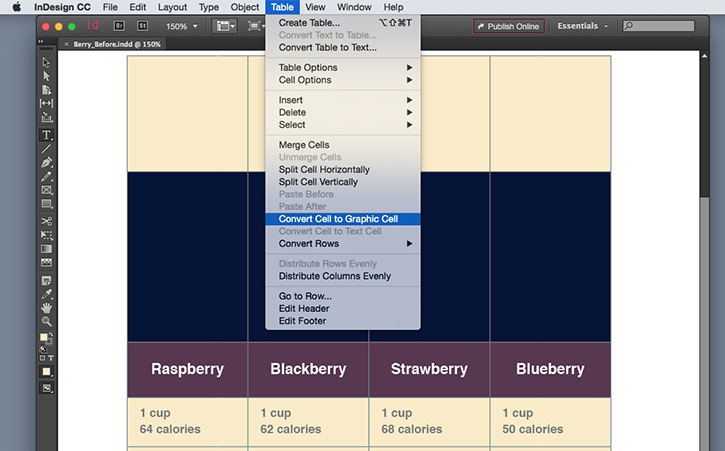 InDesign CC File Edit Layout Type Object Table View Window Help
Id Br St 150% Publish Online Essentials
× Berry_Before.indd @ 150%
Create Table... ⌥⇧⌘T
Convert Text to Table...
Convert Table to Text...
Table Options
Cell Options
Insert
Delete
Select
Merge Cells
Unmerge Cells
Split Cell Horizontally
Split Cell Vertically
Paste Before
Paste After
Convert Cell to Graphic Cell
Convert Cell to Text Cell
Convert Rows
Distribute Rows Evenly
Distribute Columns Evenly
Go to Row...
Edit Header
Edit Footer
Raspberry Blackberry Strawberry Blueberry
1 cup 1 cup 1 cup 1 cup
64 calories 62 calories 68 calories 50 calories